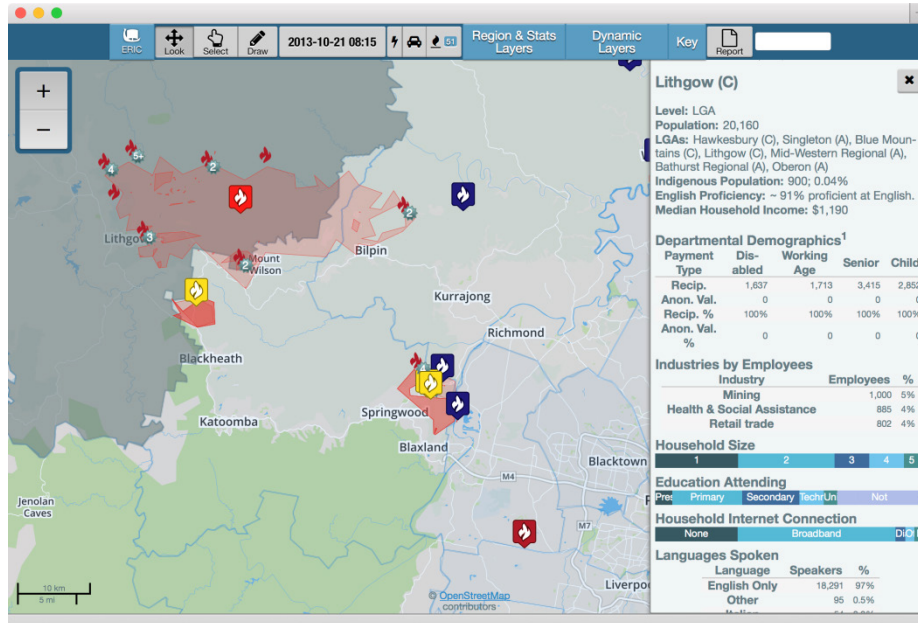 ERIC
Look
Select
Draw
2013-10-21 08:15
51
Region & Stats
Layers
Dynamic
Layers
Key
Report
+
−
4
5+
2
2
3
2
Lithgow
Mount
Wilson
Bilpin
Kurrajong
Richmond
Blackheath
Katoomba
Springwood
Blaxland
Blacktown
M4
M7
Jenolan
Caves
10 km
5 mi
© OpenStreetMap
contributors
Lithgow (C)
Level: LGA
Population: 20,160
LGAs: Hawkesbury (C), Singleton (A), Blue Moun-
tains (C), Lithgow (C), Mid-Western Regional (A),
Bathurst Regional (A), Oberon (A)
Indigenous Population: 900; 0.04%
English Proficiency: ~ 91% proficient at English.
Median Household Income: $1,190
Departmental Demographics1
Payment Type Dis-abled Working Age Senior Child
Recip. 1,637 1,713 3,415 2,852
Anon. Val. 0 0 0 0
Recip. % 100% 100% 100% 100%
Anon. Val. % 0 0 0 0
Industries by Employees
Industry Employees %
Mining 1,000 5%
Health & Social Assistance 885 4%
Retail trade 802 4%
Household Size
1 2 3 4 5
Education Attending
Primary Secondary Not
Household Internet Connection
None Broadband
Languages Spoken
Language Speakers %
English Only 18,291 97%
Other 95 0.5%